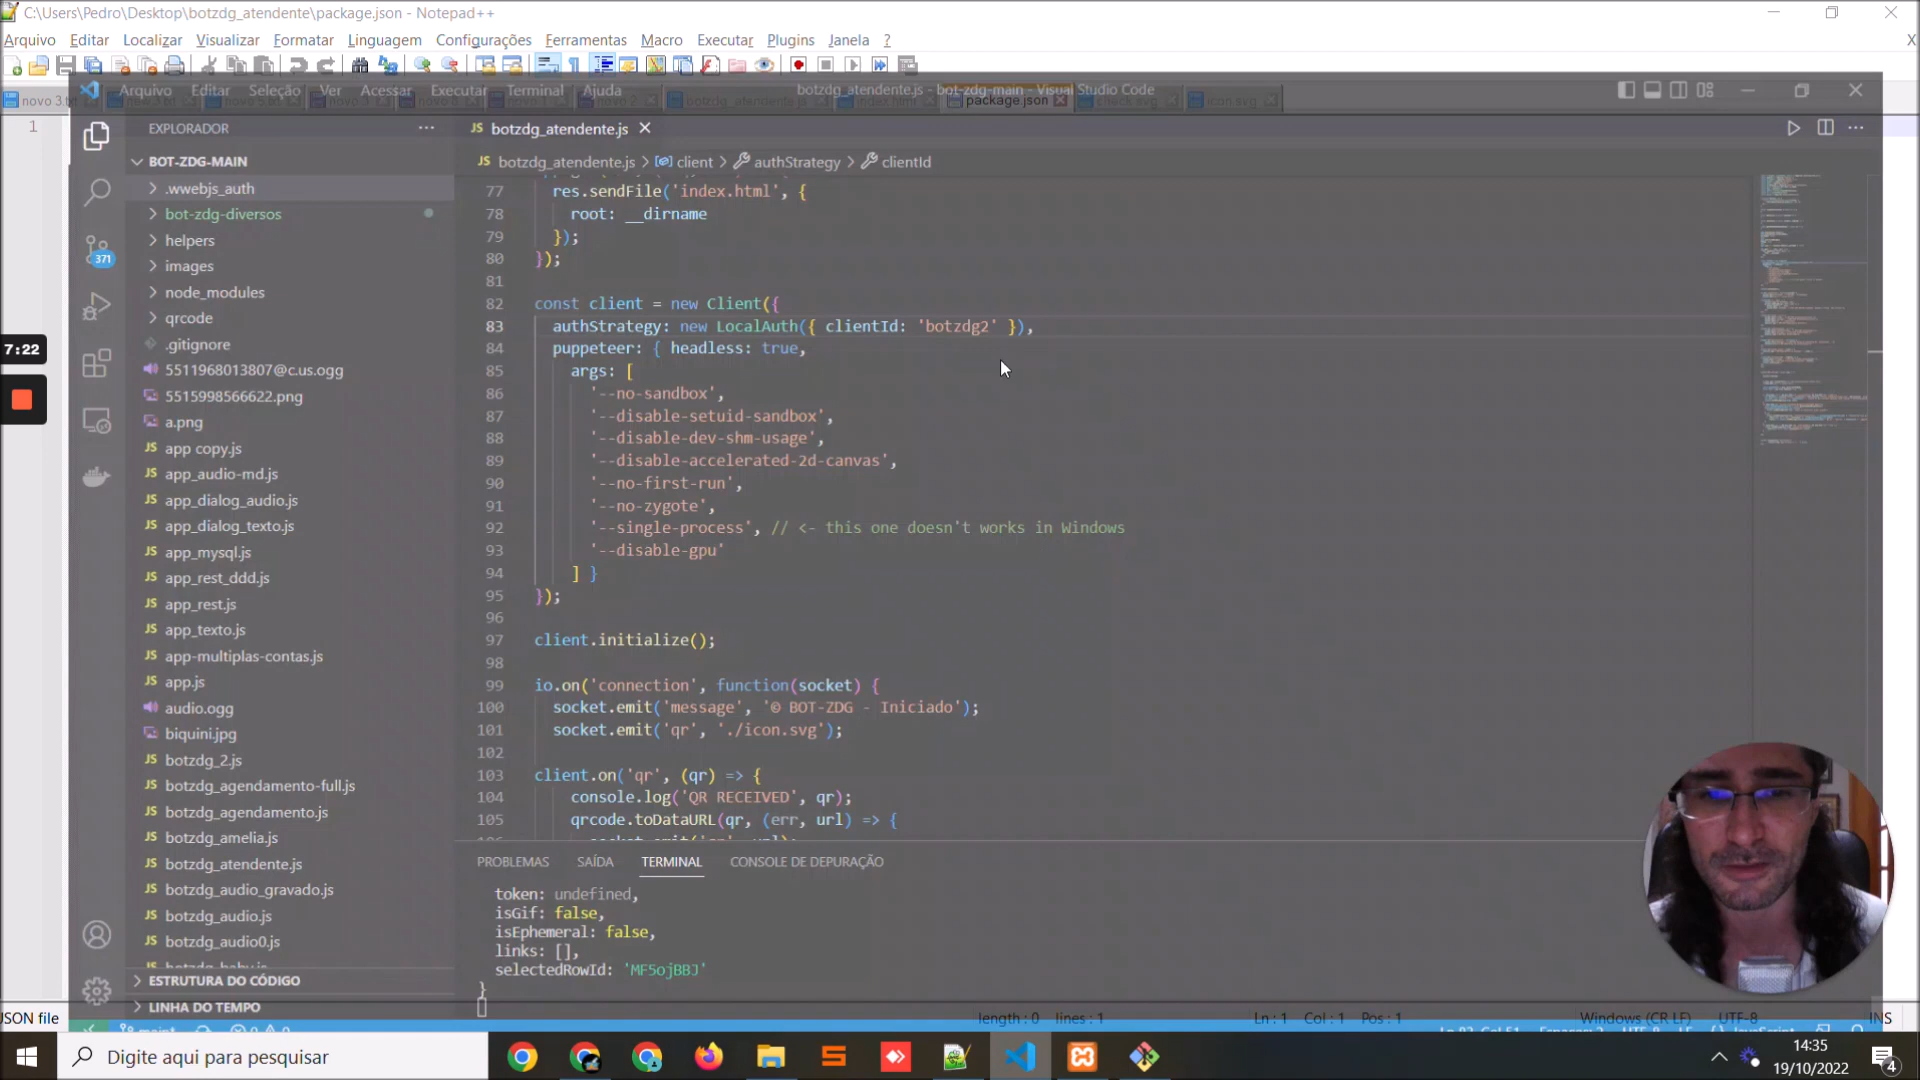 C:\Users\Pedro\Desktop\botzdg_atendente\package.json - Notepad++
Arquivo Editar Localizar Visualizar Formatar Linguagem Configurações Ferramentas Macro Executar Plugins Janela ? X
Arquivo Editar Seleção Ver Acessar Executar Terminal Ajuda
botzdg_atendente.js - bot-zdg-main - Visual Studio Code
novo 3.txt
package.json
icon.svg
1
EXPLORADOR
BOT-ZDG-MAIN
.wwebjs_auth
bot-zdg-diversos
helpers
images
node_modules
qrcode
.gitignore
5511968013807@c.us.ogg
5515998566622.png
a.png
app copy.js
app_audio-md.js
app_dialog_audio.js
app_dialog_texto.js
app_mysql.js
app_rest_ddd.js
app_rest.js
app_texto.js
app-multiplas-contas.js
app.js
audio.ogg
biquini.jpg
botzdg_2.js
botzdg_agendamento-full.js
botzdg_agendamento.js
botzdg_amelia.js
botzdg_atendente.js
botzdg_audio_gravado.js
botzdg_audio.js
botzdg_audio0.js
ESTRUTURA DO CÓDIGO
LINHA DO TEMPO
371
7:22
botzdg_atendente.js
botzdg_atendente.js > client > authStrategy > clientId
77 res.sendFile('index.html', {
78 root: __dirname
79 });
80 });
81
82 const client = new Client({
83 authStrategy: new LocalAuth({ clientId: 'botzdg2' }),
84 puppeteer: { headless: true,
85 args: [
86 '--no-sandbox',
87 '--disable-setuid-sandbox',
88 '--disable-dev-shm-usage',
89 '--disable-accelerated-2d-canvas',
90 '--no-first-run',
91 '--no-zygote',
92 '--single-process', // <- this one doesn't works in Windows
93 '--disable-gpu'
94 ] }
95 });
96
97 client.initialize();
98
99 io.on('connection', function(socket) {
100 socket.emit('message', '© BOT-ZDG - Iniciado');
101 socket.emit('qr', './icon.svg');
102
103 client.on('qr', (qr) => {
104 console.log('QR RECEIVED', qr);
105 qrcode.toDataURL(qr, (err, url) => {
PROBLEMAS SAÍDA TERMINAL CONSOLE DE DEPURAÇÃO
token: undefined,
isGif: false,
isEphemeral: false,
links: [],
selectedRowId: 'MF5ojBBJ'
}
JSON file length : 0 lines : 1 Ln : 1 Col : 1 Pos : 1 Windows (CR LF) UTF-8 INS
Digite aqui para pesquisar
14:35
19/10/2022
4